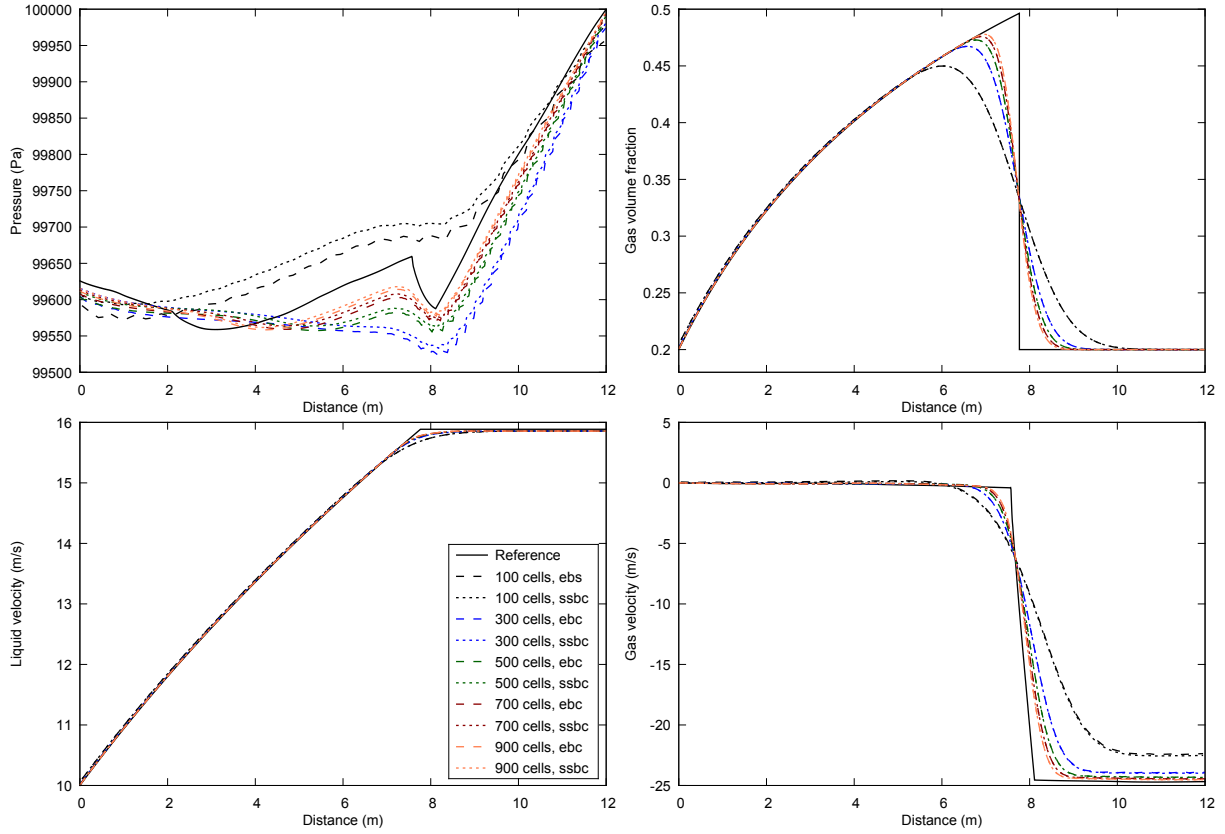 100000
99950
99900
99850
99800
99750
99700
99650
99600
99550
99500
Pressure (Pa)
0 2 4 6 8 10 12
Distance (m)
0.5
0.45
0.4
0.35
0.3
0.25
0.2
Gas volume fraction
0 2 4 6 8 10 12
Distance (m)
16
15
14
13
12
11
10
Liquid velocity (m/s)
Reference
100 cells, ebs
100 cells, ssbc
300 cells, ebc
300 cells, ssbc
500 cells, ebc
500 cells, ssbc
700 cells, ebc
700 cells, ssbc
900 cells, ebc
900 cells, ssbc
0 2 4 6 8 10 12
Distance (m)
5
0
-5
-10
-15
-20
-25
Gas velocity (m/s)
0 2 4 6 8 10 12
Distance (m)